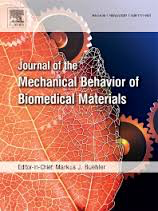 Journal of the
Mechanical Behavior of
Biomedical Materials
Editor-in-Chief: Markus J. Buehler